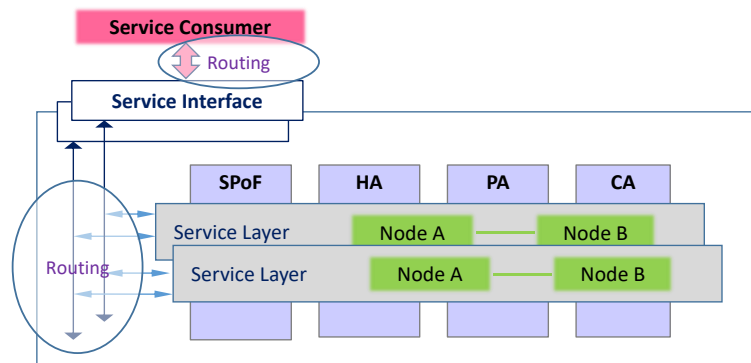 Service Consumer
Routing
Service Interface
SPoF HA PA CA
Service Layer Node A Node B
Routing
Service Layer Node A Node B